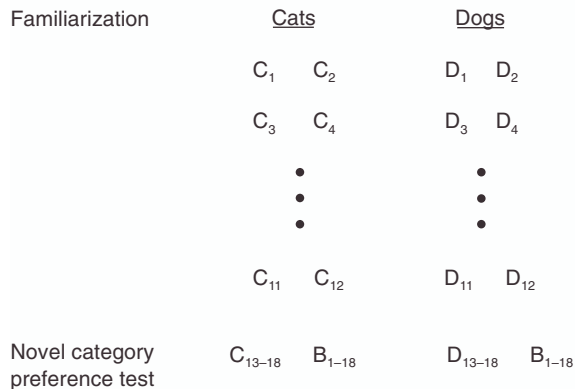 Familiarization Cats Dogs
C₁ C₂ D₁ D₂
C₃ C₄ D₃ D₄
C₁₁ C₁₂ D₁₁ D₁₂
Novel category
preference test C₁₃₋₁₈ B₁₋₁₈ D₁₃₋₁₈ B₁₋₁₈